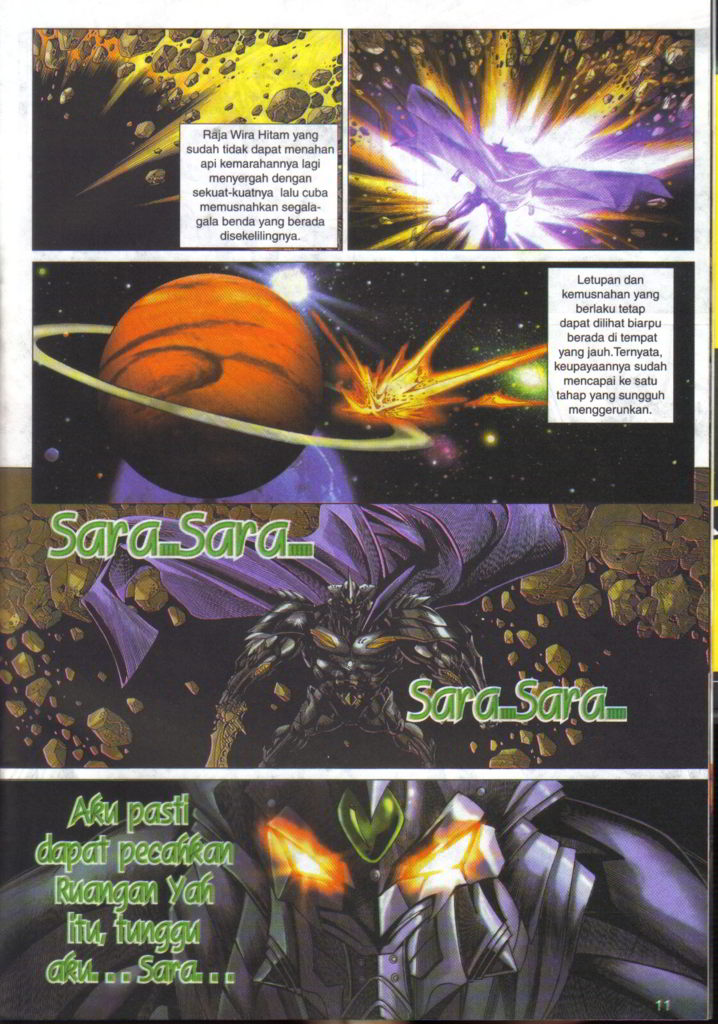 Raja Wira Hitam yang
sudah tidak dapat menahan
api kemarahannya lagi
menyergah dengan
sekuat-kuatnya lalu cuba
memusnahkan segala-
gala benda yang berada
disekelilingnya.
Letupan dan
kemusnahan yang
berlaku tetap
dapat dilihat biarpu
berada di tempat
yang jauh.Ternyata,
keupayaannya sudah
mencapai ke satu
tahap yang sungguh
menggerunkan.
Sara.....Sara.....
Sara.....Sara.....
Aku pasti
dapat pecahkan
Ruangan Yah
itu, tunggu
aku...Sara...
11